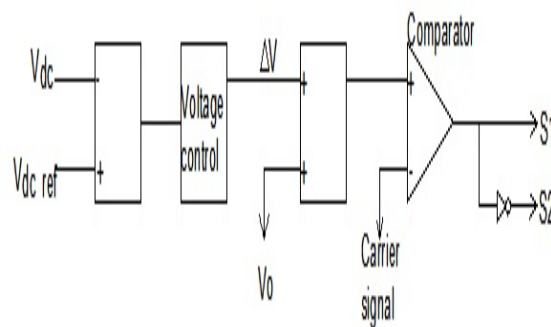 Comparator
Vdc
-
ΔV
+
+
S1
Voltage
control
Vdc ref
+
+
-
S2
Vo
Carrier
signal